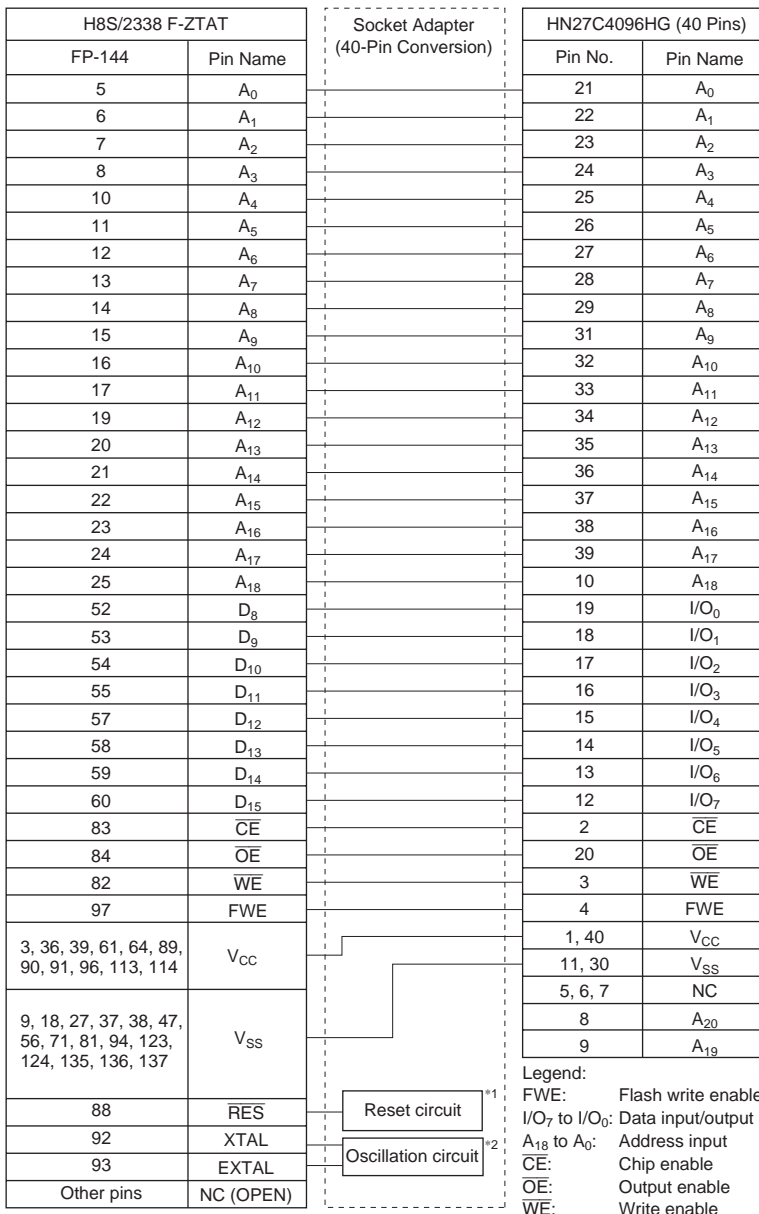 H8S/2338 F-ZTAT Socket Adapter (40-Pin Conversion) HN27C4096HG (40 Pins)
FP-144 Pin Name Pin No. Pin Name
5 A0 21 A0
6 A1 22 A1
7 A2 23 A2
8 A3 24 A3
10 A4 25 A4
11 A5 26 A5
12 A6 27 A6
13 A7 28 A7
14 A8 29 A8
15 A9 31 A9
16 A10 32 A10
17 A11 33 A11
19 A12 34 A12
20 A13 35 A13
21 A14 36 A14
22 A15 37 A15
23 A16 38 A16
24 A17 39 A17
25 A18 10 A18
52 D8 19 I/O0
53 D9 18 I/O1
54 D10 17 I/O2
55 D11 16 I/O3
57 D12 15 I/O4
58 D13 14 I/O5
59 D14 13 I/O6
60 D15 12 I/O7
83 C̅E̅ 2 C̅E̅
84 O̅E̅ 20 O̅E̅
82 W̅E̅ 3 W̅E̅
97 FWE 4 FWE
3, 36, 39, 61, 64, 89,
90, 91, 96, 113, 114
VCC
1, 40 VCC
11, 30 VSS
5, 6, 7 NC
8 A20
9 A19
9, 18, 27, 37, 38, 47,
56, 71, 81, 94, 123,
124, 135, 136, 137
VSS
88 R̅E̅S̅ Reset circuit *1
92 XTAL Oscillation circuit *2
93 EXTAL
Other pins NC (OPEN)
Legend:
FWE: Flash write enable
I/O7 to I/O0: Data input/output
A18 to A0: Address input
C̅E̅: Chip enable
O̅E̅: Output enable
W̅E̅: Write enable